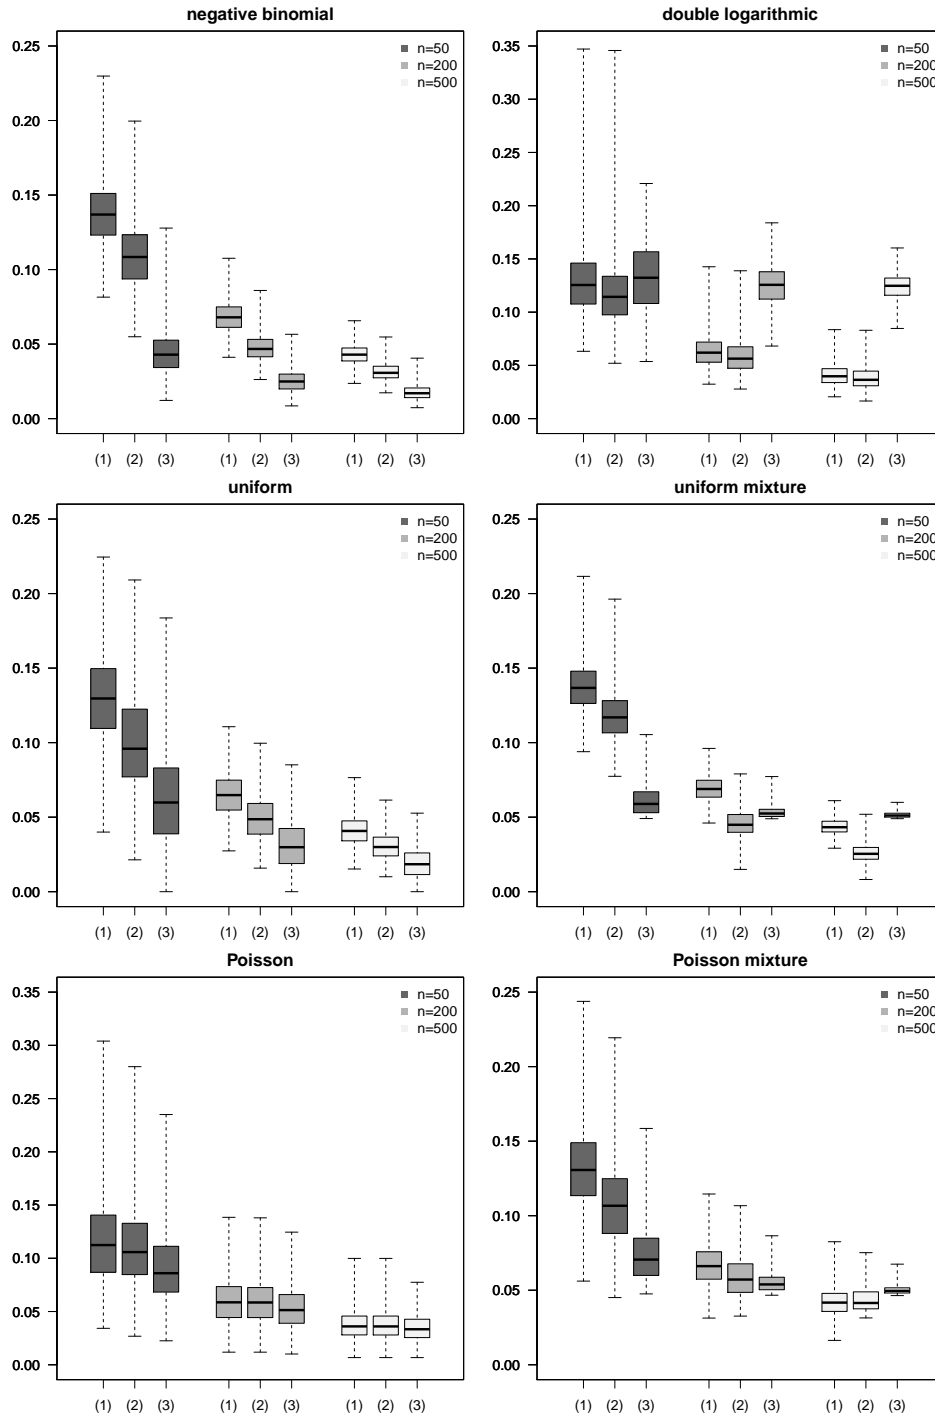 negative binomial
0.25
0.20
0.15
0.10
0.05
0.00
n=50
n=200
n=500
(1) (2) (3) (1) (2) (3) (1) (2) (3)
double logarithmic
0.35
0.30
0.25
0.20
0.15
0.10
0.05
0.00
n=50
n=200
n=500
(1) (2) (3) (1) (2) (3) (1) (2) (3)
uniform
0.25
0.20
0.15
0.10
0.05
0.00
n=50
n=200
n=500
(1) (2) (3) (1) (2) (3) (1) (2) (3)
uniform mixture
0.25
0.20
0.15
0.10
0.05
0.00
n=50
n=200
n=500
(1) (2) (3) (1) (2) (3) (1) (2) (3)
Poisson
0.35
0.30
0.25
0.20
0.15
0.10
0.05
0.00
n=50
n=200
n=500
(1) (2) (3) (1) (2) (3) (1) (2) (3)
Poisson mixture
0.25
0.20
0.15
0.10
0.05
0.00
n=50
n=200
n=500
(1) (2) (3) (1) (2) (3) (1) (2) (3)